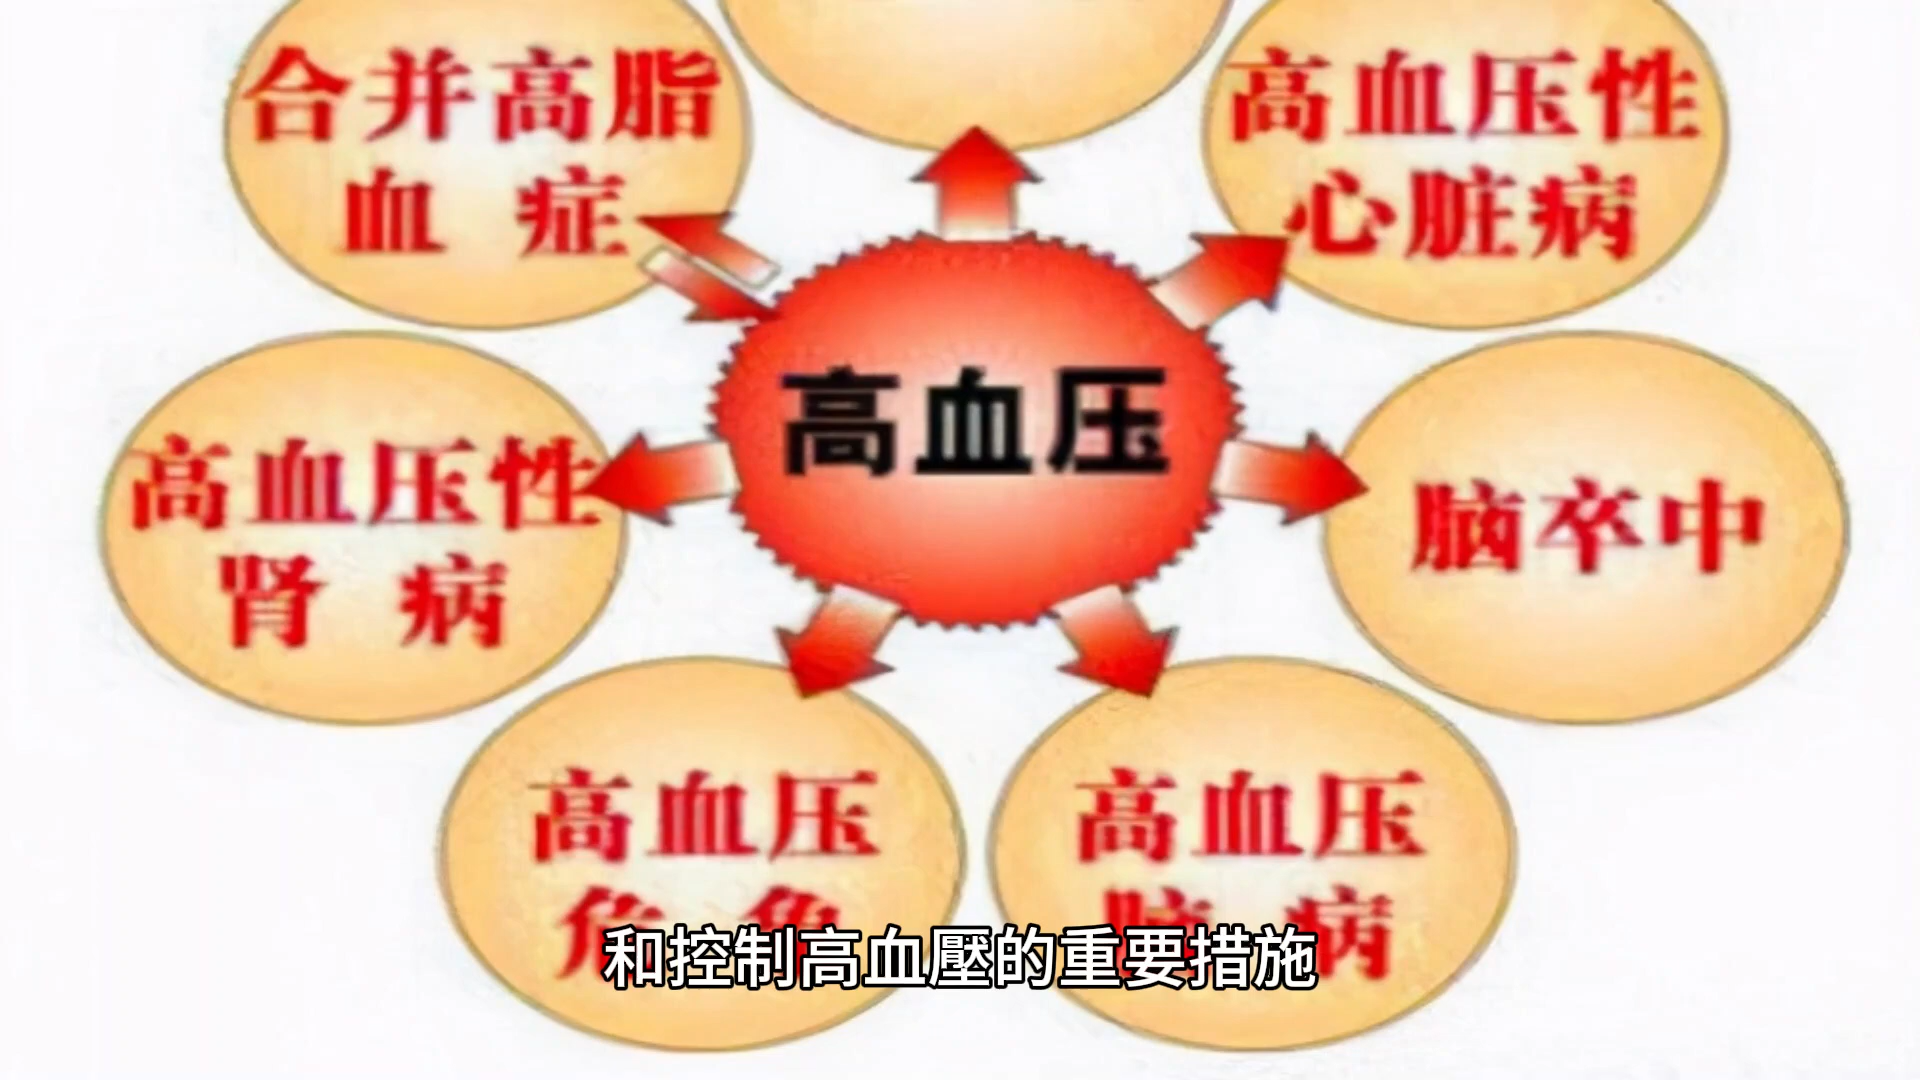 合并高脂
血 症
高血压性
心脏病
高血压
高血压性
肾 病
脑卒中
高血压
高血压
病
和控制高血壓的重要措施